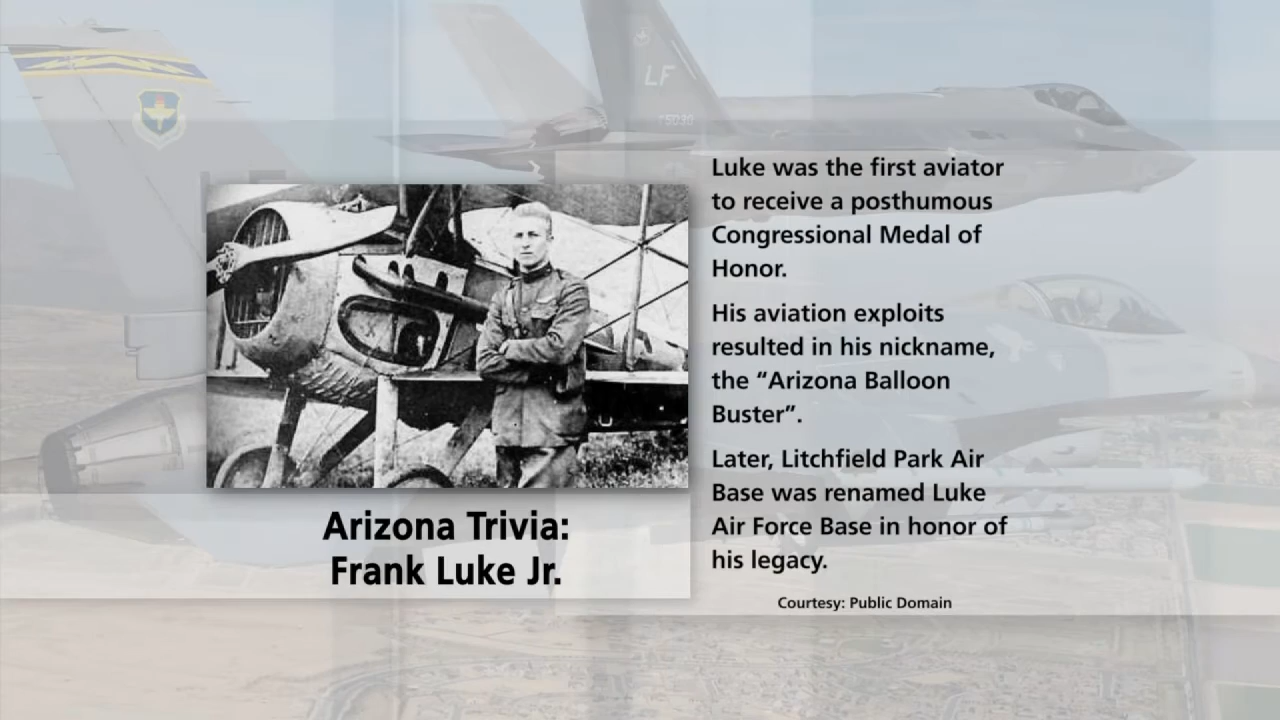 LF
Luke was the first aviator
to receive a posthumous
Congressional Medal of
Honor.
His aviation exploits
resulted in his nickname,
the “Arizona Balloon
Buster”.
Later, Litchfield Park Air
Base was renamed Luke
Air Force Base in honor of
his legacy.
Courtesy: Public Domain
Arizona Trivia:
Frank Luke Jr.